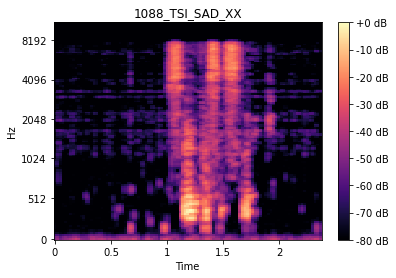 1088_TSI_SAD_XX
8192
4096
2048
1024
512
0
Hz
0
0.5
1
1.5
2
Time
+0 dB
-10 dB
-20 dB
-30 dB
-40 dB
-50 dB
-60 dB
-70 dB
-80 dB